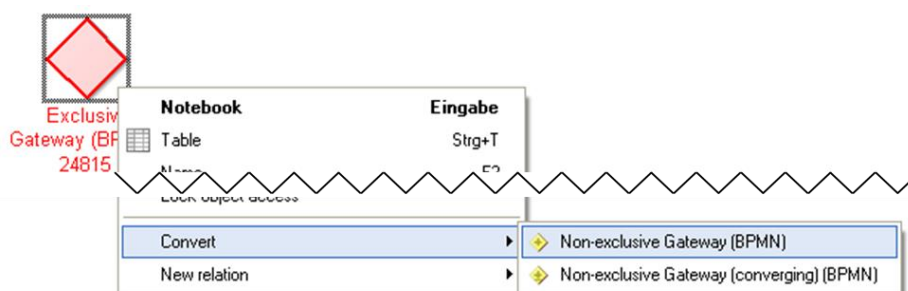 Exclusiv
Gateway (BP
24815
Notebook Eingabe
Table Strg+T
Lock object access
Convert
Non-exclusive Gateway (BPMN)
New relation
Non-exclusive Gateway (converging) (BPMN)